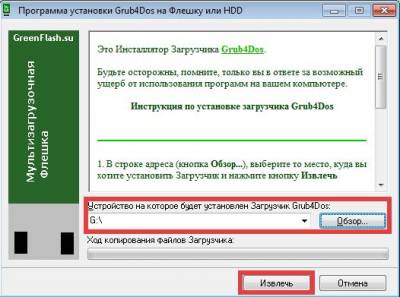 Программа установки Grub4Dos на Флешку или HDD
GreenFlash.su
Мультизагрузочная
Флешка
Это Инсталлятор Загрузчика Grub4Dos.
Будьте осторожны, помните, только вы в ответе за возможный
ущерб от использования программ на вашем компьютере.
Инструкция по установке загрузчика Grub4Dos
1. В строке адреса (кнопка Обзор...), выберите то место, куда вы
хотите установить Загрузчик и нажмите кнопку Извлечь
Устройство на которое будет установлен Загрузчик Grub4Dos:
G:\
Обзор...
Ход копирования файлов Загрузчика:
Извлечь
Отмена